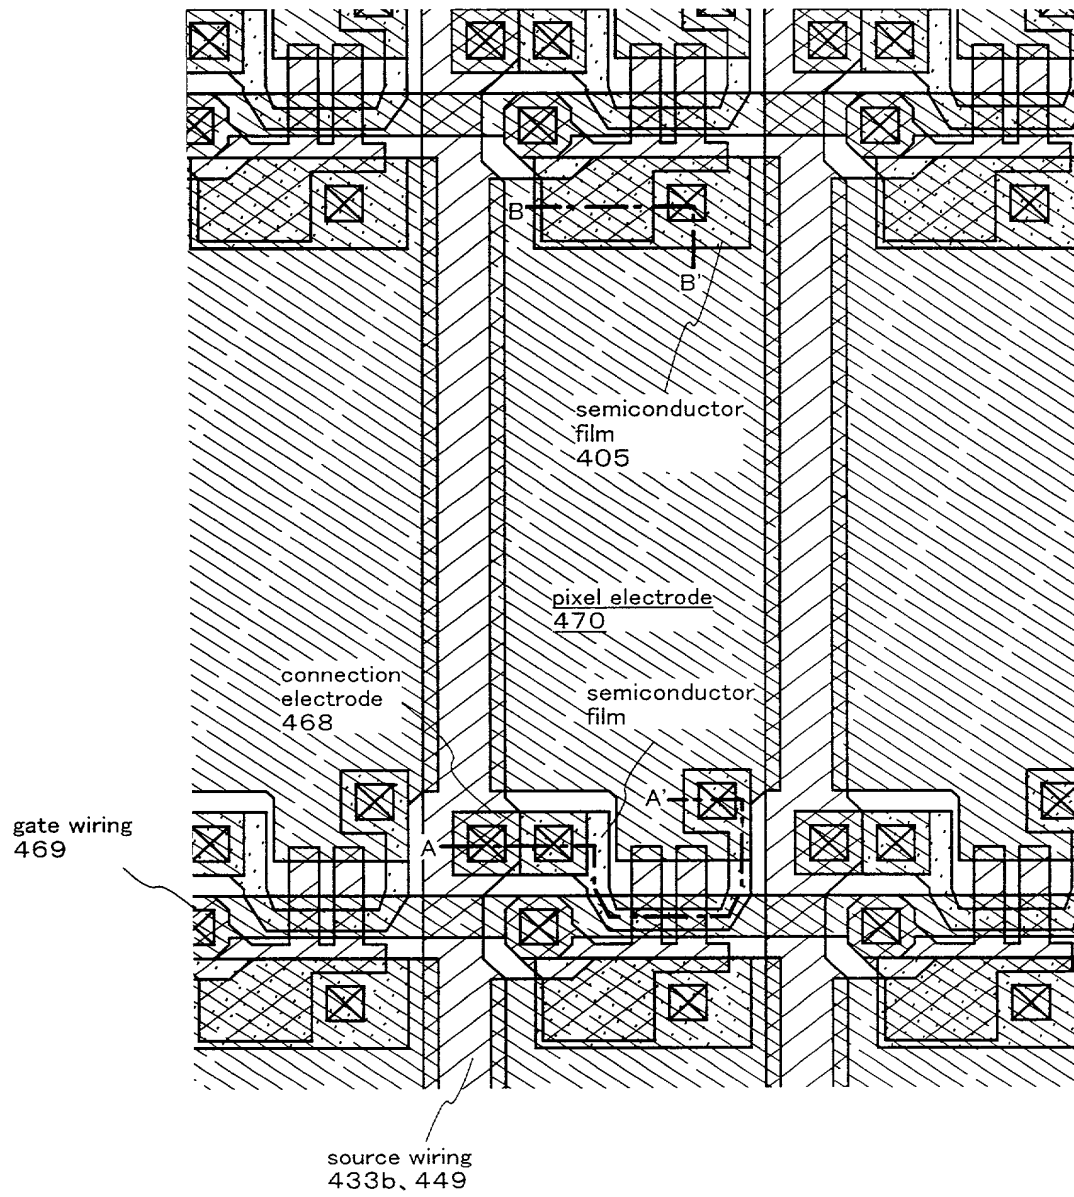 B
B'
semiconductor
film
405
pixel electrode
470
connection
electrode
468
semiconductor
film
A'
A
gate wiring
469
source wiring
433b、449